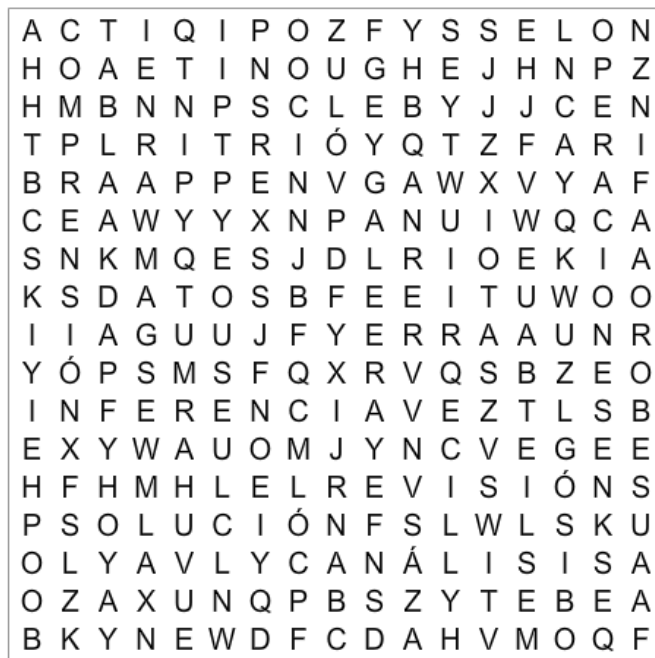 A C T I Q I P O Z F Y S S E L O N
H O A E T I N O U G H E J H N P Z
H M B N N P S C L E B Y J J C E N
T P L R I T R I Ó Y Q T Z F A R I
B R A A P P E N V G A W X V Y A F
C E A W Y Y X N P A N U I W Q C A
S N K M Q E S J D L R I O E K I A
K S D A T O S B F E E I T U W O O
I I A G U U J F Y E R R A A U N R
Y Ó P S M S F Q X R V Q S B Z E O
I N F E R E N C I A V E Z T L S B
E X Y W A U O M J Y N C V E G E E
H F H M H L E L R E V I S I Ó N S
P S O L U C I Ó N F S L W L S K U
O L Y A V L Y C A N Á L I S I S A
O Z A X U N Q P B S Z Y T E B E A
B K Y N E W D F C D A H V M O Q F